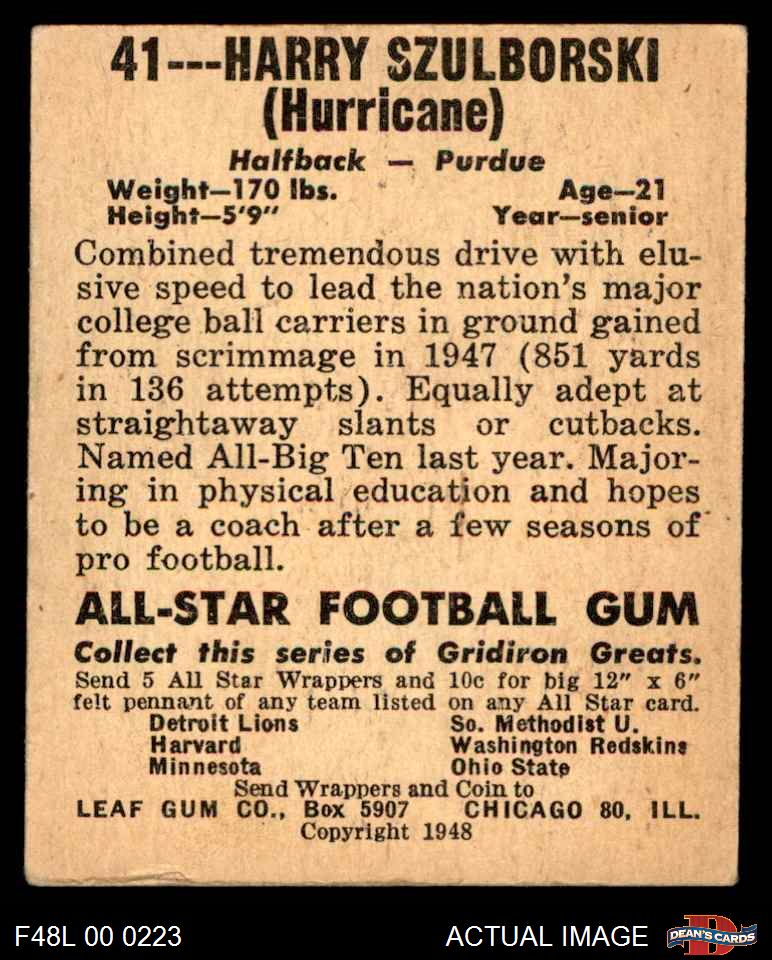 41---HARRY SZULBORSKI
(Hurricane)
Halfback — Purdue
Weight—170 lbs. Age—21
Height—5'9" Year—senior
Combined tremendous drive with elu-
sive speed to lead the nation's major
college ball carriers in ground gained
from scrimmage in 1947 (851 yards
in 136 attempts). Equally adept at
straightaway slants or cutbacks.
Named All-Big Ten last year. Major-
ing in physical education and hopes
to be a coach after a few seasons of
pro football.
ALL-STAR FOOTBALL GUM
Collect this series of Gridiron Greats.
Send 5 All Star Wrappers and 10c for big 12" x 6"
felt pennant of any team listed on any All Star card.
Detroit Lions So. Methodist U.
Harvard Washington Redskins
Minnesota Ohio State
Send Wrappers and Coin to
LEAF GUM CO., Box 5907 CHICAGO 80, ILL.
Copyright 1948
F48L 00 0223 ACTUAL IMAGE D DEAN'S CARDS